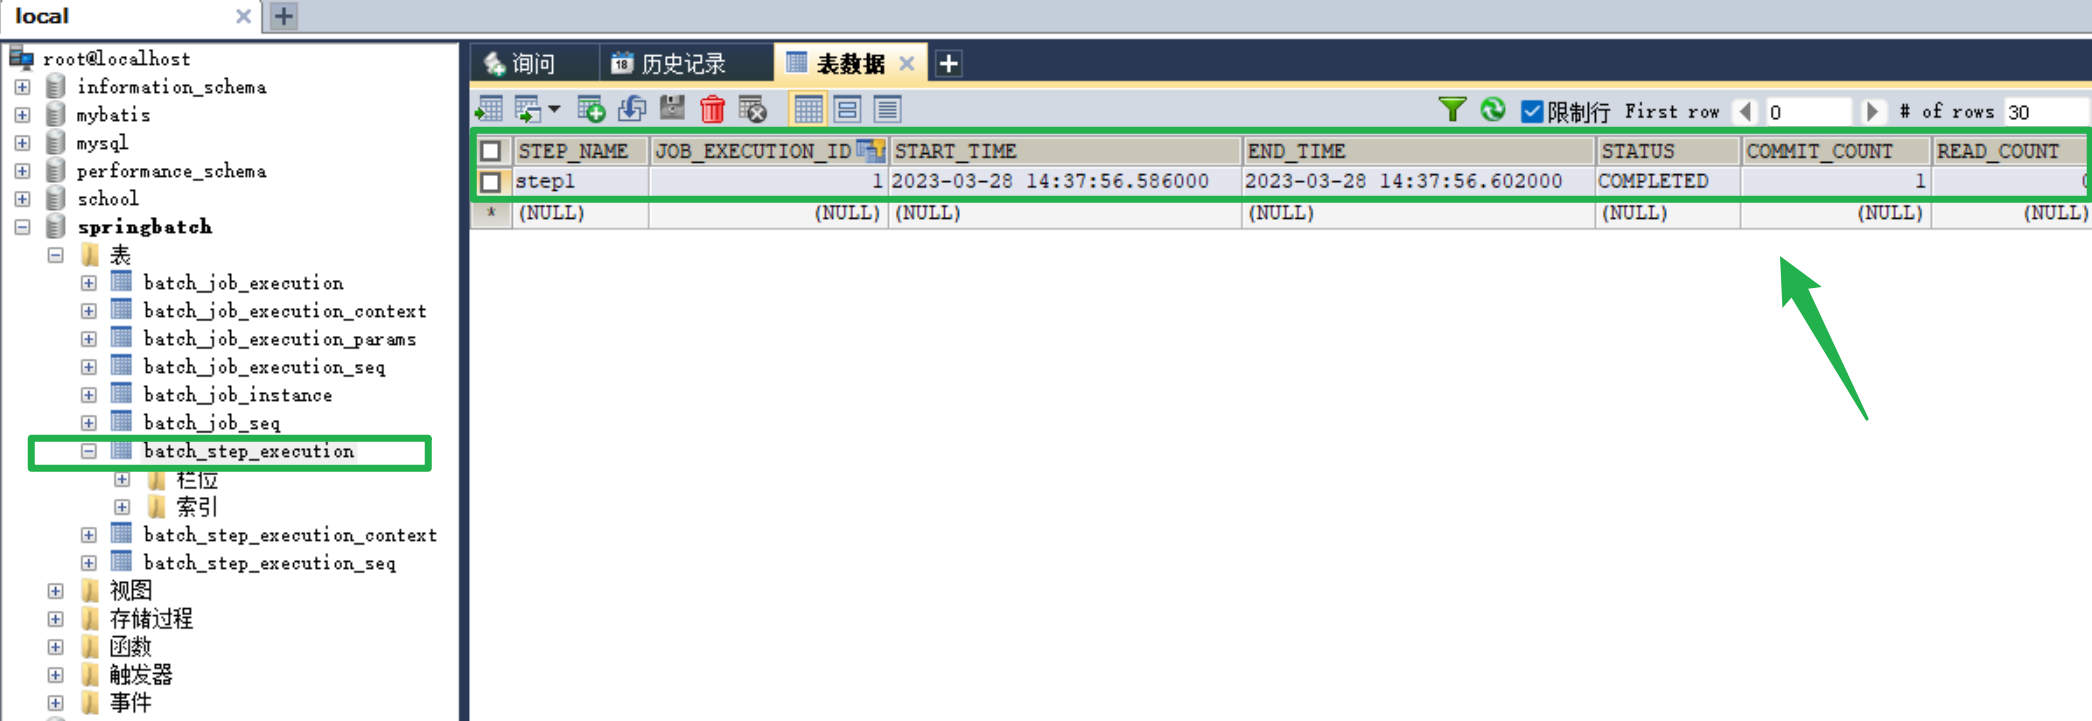 local
root@localhost
information_schema
mybatis
mysql
performance_schema
school
springbatch
表
batch_job_execution
batch_job_execution_context
batch_job_execution_params
batch_job_execution_seq
batch_job_instance
batch_job_seq
batch_step_execution
栏位
索引
batch_step_execution_context
batch_step_execution_seq
视图
存储过程
函数
触发器
事件
询问 18 历史记录 表数据
限制行 First row 0 # of rows 30
STEP_NAME JOB_EXECUTION_ID START_TIME END_TIME STATUS COMMIT_COUNT READ_COUNT
step1 1 2023-03-28 14:37:56.586000 2023-03-28 14:37:56.602000 COMPLETED 1 0
* (NULL) (NULL) (NULL) (NULL) (NULL) (NULL) (NULL)